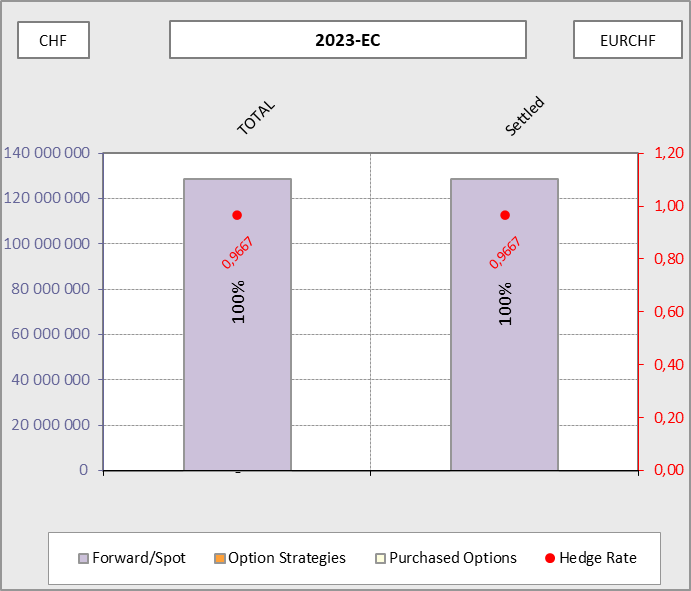 CHF
2023-EC
EURCHF
TOTAL
Settled
140 000 000
120 000 000
100 000 000
80 000 000
60 000 000
40 000 000
20 000 000
0
1,20
1,00
0,80
0,60
0,40
0,20
0,00
0,9667
100%
0,9667
100%
-
Forward/Spot
Option Strategies
Purchased Options
Hedge Rate